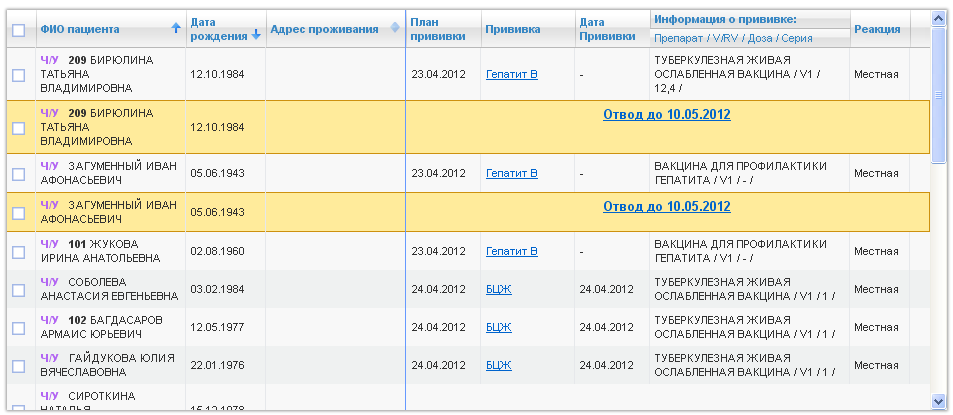 ФИО пациента
Дата
рождения
Адрес проживания
План
прививки
Прививка
Дата
Прививки
Информация о прививке:
Препарат / V/RV / Доза / Серия
Реакция
Ч/У 209 БИРЮЛИНА
ТАТЬЯНА
ВЛАДИМИРОВНА
12.10.1984
23.04.2012
Гепатит B
-
ТУБЕРКУЛЕЗНАЯ ЖИВАЯ
ОСЛАБЛЕННАЯ ВАКЦИНА / V1 /
12,4 /
Местная
Ч/У 209 БИРЮЛИНА
ТАТЬЯНА
ВЛАДИМИРОВНА
12.10.1984
Отвод до 10.05.2012
Ч/У ЗАГУМЕННЫЙ ИВАН
АФОНАСЬЕВИЧ
05.06.1943
23.04.2012
Гепатит B
-
ВАКЦИНА ДЛЯ ПРОФИЛАКТИКИ
ГЕПАТИТА / V1 / - /
Местная
Ч/У ЗАГУМЕННЫЙ ИВАН
АФОНАСЬЕВИЧ
05.06.1943
Отвод до 10.05.2012
Ч/У 101 ЖУКОВА
ИРИНА АНАТОЛЬЕВНА
02.08.1960
23.04.2012
Гепатит B
-
ВАКЦИНА ДЛЯ ПРОФИЛАКТИКИ
ГЕПАТИТА / V1 / - /
Местная
Ч/У СОБОЛЕВА
АНАСТАСИЯ ЕВГЕНЬЕВНА
03.02.1984
24.04.2012
БЦЖ
24.04.2012
ТУБЕРКУЛЕЗНАЯ ЖИВАЯ
ОСЛАБЛЕННАЯ ВАКЦИНА / V1 / 1 /
Местная
Ч/У 102 БАГДАСАРОВ
АРМАИС ЮРЬЕВИЧ
12.05.1977
24.04.2012
БЦЖ
24.04.2012
ТУБЕРКУЛЕЗНАЯ ЖИВАЯ
ОСЛАБЛЕННАЯ ВАКЦИНА / V1 / 1 /
Местная
Ч/У ГАЙДУКОВА ЮЛИЯ
ВЯЧЕСЛАВОВНА
22.01.1976
24.04.2012
БЦЖ
24.04.2012
ТУБЕРКУЛЕЗНАЯ ЖИВАЯ
ОСЛАБЛЕННАЯ ВАКЦИНА / V1 / 1 /
Местная
Ч/У СИРОТКИНА
НАТАЛЬЯ
15.12.1978